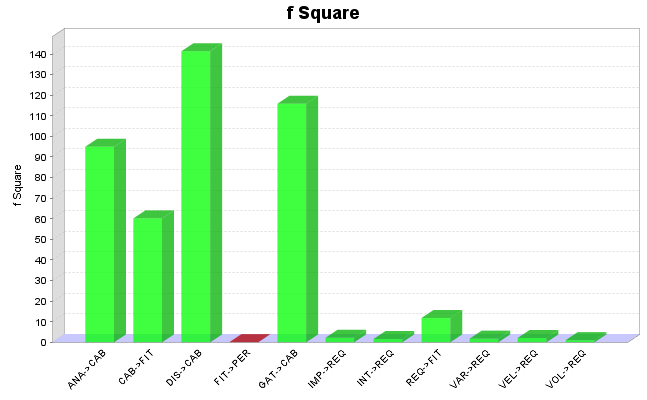 f Square
f Square
140
130
120
110
100
90
80
70
60
50
40
30
20
10
0
ANA->CAB
CAB->FIT
DIS->CAB
FIT->PER
GAT->CAB
IMP->REQ
INT->REQ
REQ->FIT
VAR->REQ
VEL->REQ
VOL->REQ